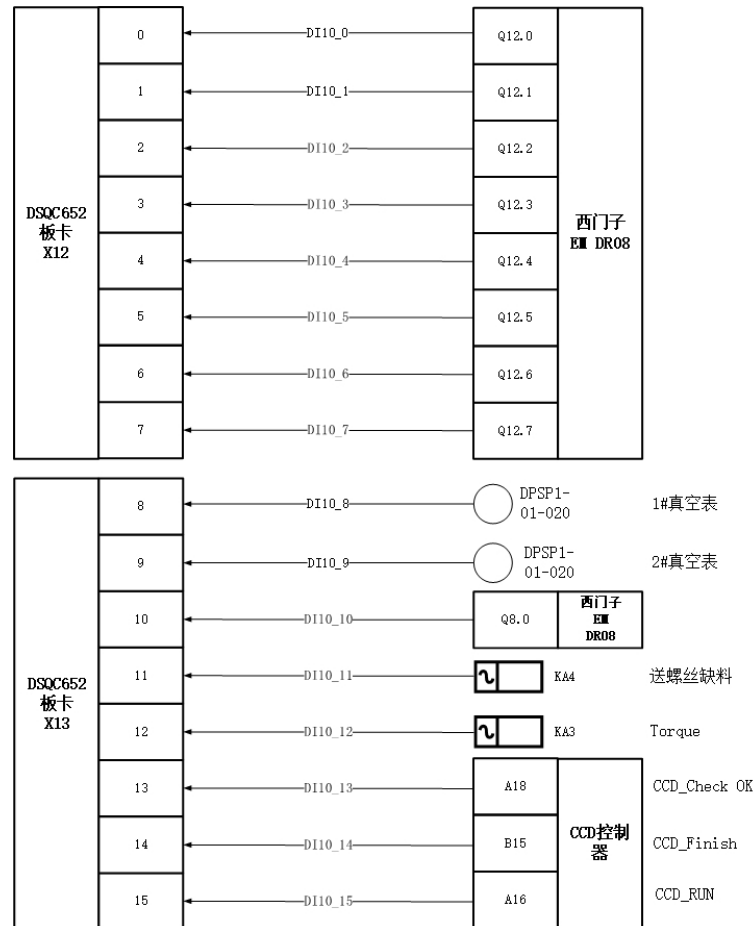 0
DI10_0
Q12.0
1
DI10_1
Q12.1
2
DI10_2
Q12.2
DSQC652
板卡
X12
3
DI10_3
Q12.3
西门子
EM DR08
4
DI10_4
Q12.4
5
DI10_5
Q12.5
6
DI10_6
Q12.6
7
DI10_7
Q12.7
8
DI10_8
DPSP1-
01-020
1#真空表
9
DI10_9
DPSP1-
01-020
2#真空表
10
DI10_10
Q8.0
西门子
EM
DR08
DSQC652
板卡
X13
11
DI10_11
KA4
送螺丝缺料
12
DI10_12
KA3
Torque
13
DI10_13
A18
CCD_Check OK
CCD控制
器
14
DI10_14
B15
CCD_Finish
15
DI10_15
A16
CCD_RUN